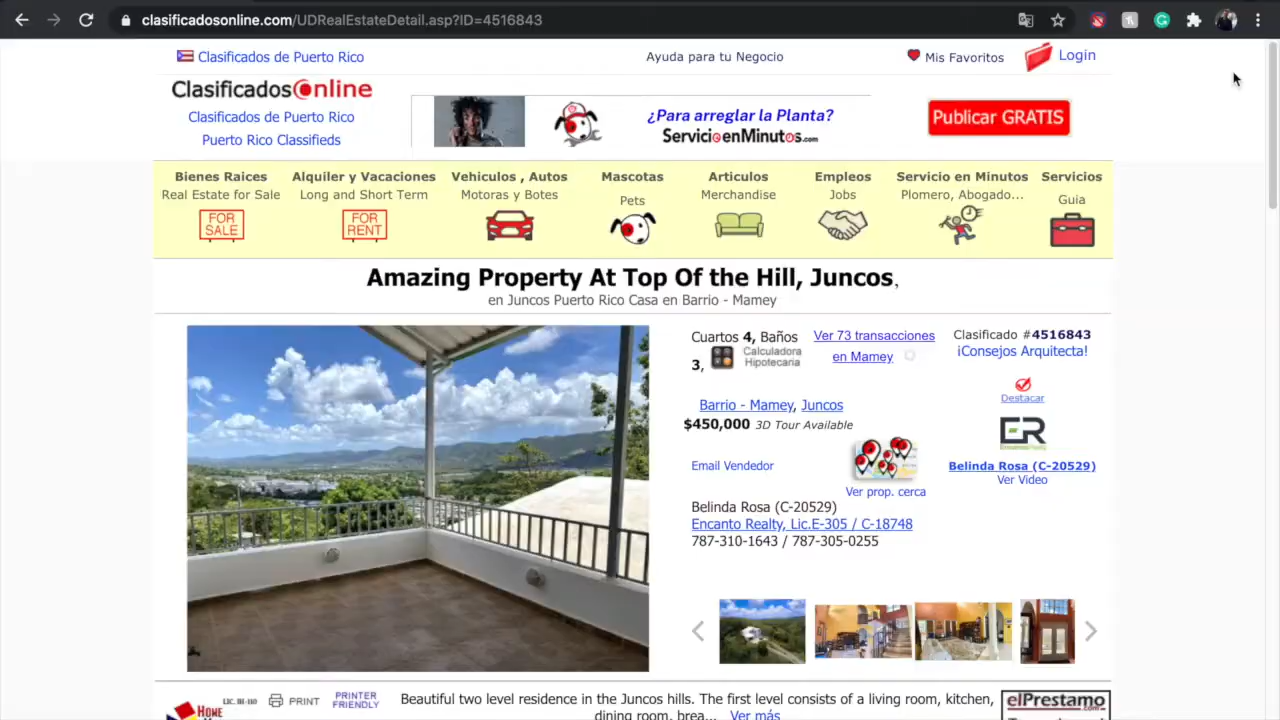 clasificadosonline.com/UDRealEstateDetail.asp?ID=4516843
Clasificados de Puerto Rico
Ayuda para tu Negocio
Mis Favoritos
Login
ClasificadosOnline
Clasificados de Puerto Rico
Puerto Rico Classifieds
¿Para arreglar la Planta?
ServicioenMinutos.com
Publicar GRATIS
Bienes Raices
Real Estate for Sale
FOR
SALE
Alquiler y Vacaciones
Long and Short Term
FOR
RENT
Vehiculos , Autos
Motoras y Botes
Mascotas
Pets
Articulos
Merchandise
Empleos
Jobs
Servicio en Minutos
Plomero, Abogado...
Servicios
Guia
Amazing Property At Top Of the Hill, Juncos,
en Juncos Puerto Rico Casa en Barrio - Mamey
Cuartos 4, Baños
3,
Calculadora
Hipotecaria
Ver 73 transacciones
en Mamey
Clasificado #4516843
¡Consejos Arquitecta!
Destacar
Barrio - Mamey, Juncos
$450,000 3D Tour Available
ER
Email Vendedor
Ver prop. cerca
Belinda Rosa (C-20529)
Ver Video
Belinda Rosa (C-20529)
Encanto Realty, Lic.E-305 / C-18748
787-310-1643 / 787-305-0255
HOME
LIC. IH-110
PRINT
PRINTER
FRIENDLY
Beautiful two level residence in the Juncos hills. The first level consists of a living room, kitchen,
dining room, brea... Ver más
elPrestamo
.com